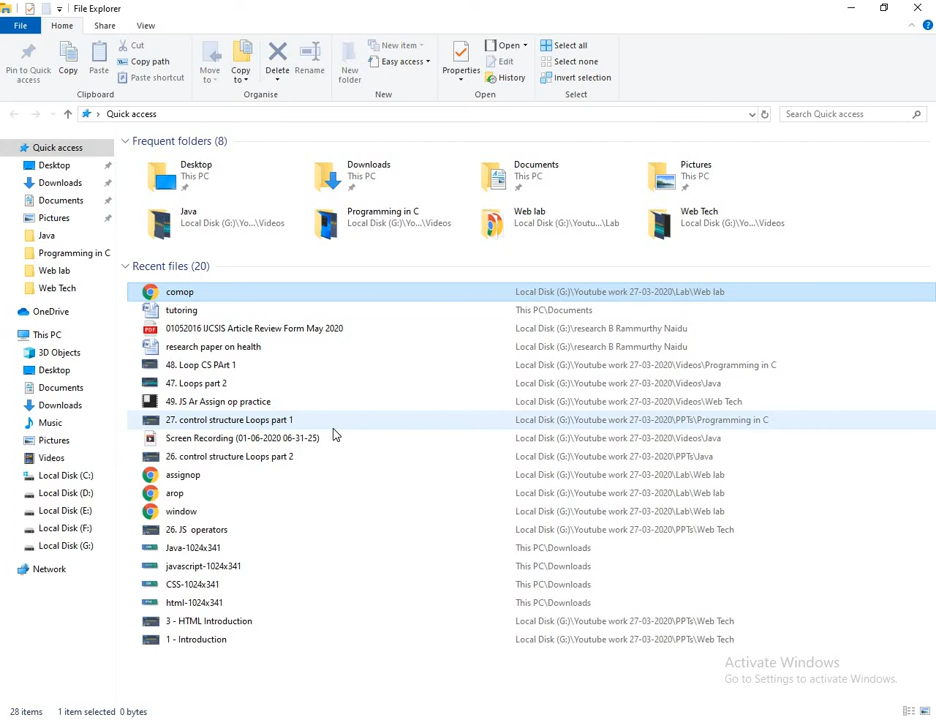 File Explorer
File Home Share View
Pin to Quick access
Copy
Paste
Cut
Copy path
Paste shortcut
Clipboard
Move to
Copy to
Delete
Rename
Organise
New folder
New item
Easy access
New
Properties
Open
Edit
History
Open
Select all
Select none
Invert selection
Select
Quick access
Search Quick access
Quick access
Desktop
Downloads
Documents
Pictures
Java
Programming in C
Web lab
Web Tech
OneDrive
This PC
3D Objects
Desktop
Documents
Downloads
Music
Pictures
Videos
Local Disk (C:)
Local Disk (D:)
Local Disk (E:)
Local Disk (F:)
Local Disk (G:)
Network
Frequent folders (8)
Desktop
This PC
Downloads
This PC
Documents
This PC
Pictures
This PC
Java
Local Disk (G:)\Yo...\Videos
Programming in C
Local Disk (G:)\Yo...\Videos
Web lab
Local Disk (G:)\Youtu...\Lab
Web Tech
Local Disk (G:)\Yo...\Videos
Recent files (20)
comop Local Disk (G:)\Youtube work 27-03-2020\Lab\Web lab
tutoring This PC\Documents
01052016 IJCSIS Article Review Form May 2020 Local Disk (G:)\research B Rammurthy Naidu
research paper on health Local Disk (G:)\research B Rammurthy Naidu
48. Loop CS PArt 1 Local Disk (G:)\Youtube work 27-03-2020\Videos\Programming in C
47. Loops part 2 Local Disk (G:)\Youtube work 27-03-2020\Videos\Java
49. JS Ar Assign op practice Local Disk (G:)\Youtube work 27-03-2020\Videos\Web Tech
27. control structure Loops part 1 Local Disk (G:)\Youtube work 27-03-2020\PPTs\Programming in C
Screen Recording (01-06-2020 06-31-25) Local Disk (G:)\Youtube work 27-03-2020\Videos\Java
26. control structure Loops part 2 Local Disk (G:)\Youtube work 27-03-2020\PPTs\Java
assignop Local Disk (G:)\Youtube work 27-03-2020\Lab\Web lab
arop Local Disk (G:)\Youtube work 27-03-2020\Lab\Web lab
window Local Disk (G:)\Youtube work 27-03-2020\Lab\Web lab
26. JS operators Local Disk (G:)\Youtube work 27-03-2020\PPTs\Web Tech
Java-1024x341 This PC\Downloads
javascript-1024x341 This PC\Downloads
CSS-1024x341 This PC\Downloads
html-1024x341 This PC\Downloads
3 - HTML Introduction Local Disk (G:)\Youtube work 27-03-2020\PPTs\Web Tech
1 - Introduction Local Disk (G:)\Youtube work 27-03-2020\PPTs\Web Tech
Activate Windows
Go to Settings to activate Windows.
28 items 1 item selected 0 bytes